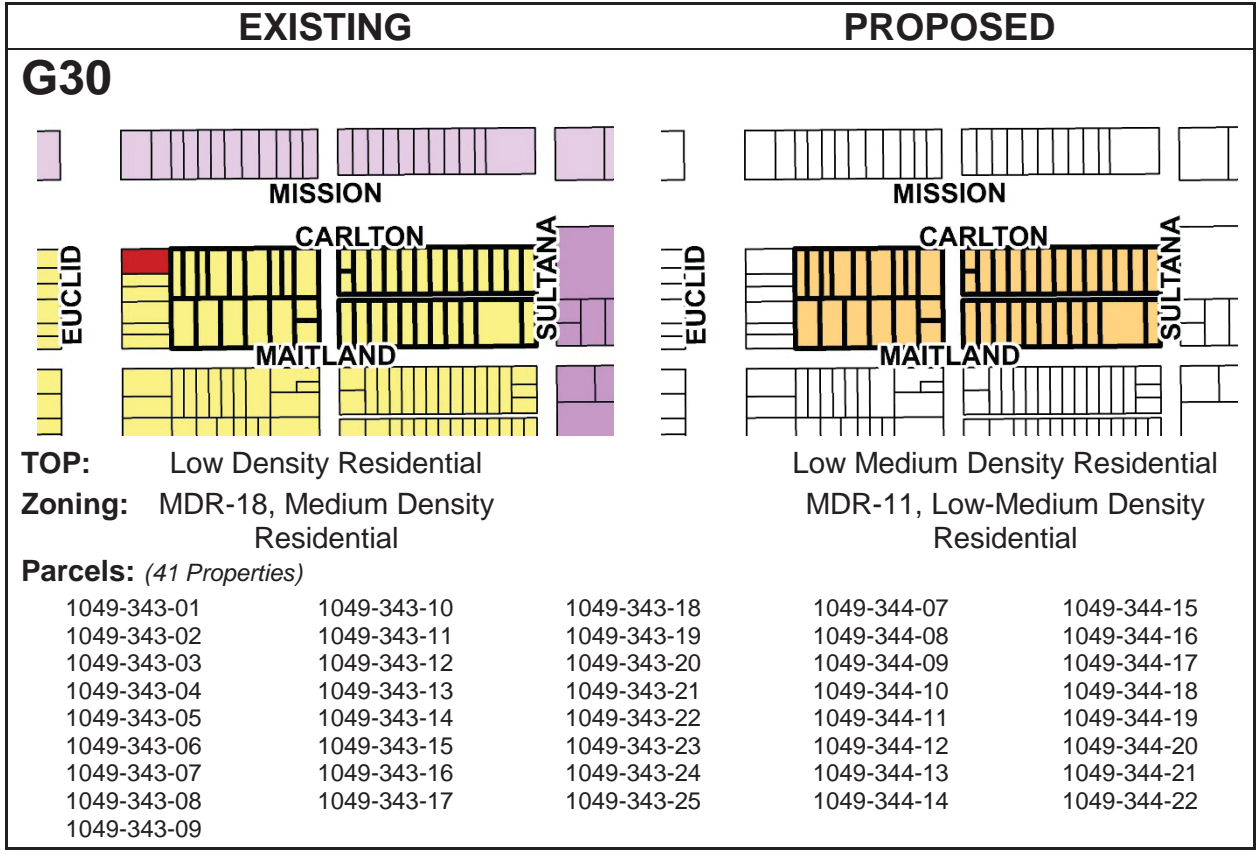 EXISTING PROPOSED
G30
MISSION
CARLTON
EUCLID
SULTANA
MAITLAND
MISSION
CARLTON
EUCLID
SULTANA
MAITLAND
TOP: Low Density Residential Low Medium Density Residential
Zoning: MDR-18, Medium Density MDR-11, Low-Medium Density
Residential Residential
Parcels: (41 Properties)
1049-343-01 1049-343-10 1049-343-18 1049-344-07 1049-344-15
1049-343-02 1049-343-11 1049-343-19 1049-344-08 1049-344-16
1049-343-03 1049-343-12 1049-343-20 1049-344-09 1049-344-17
1049-343-04 1049-343-13 1049-343-21 1049-344-10 1049-344-18
1049-343-05 1049-343-14 1049-343-22 1049-344-11 1049-344-19
1049-343-06 1049-343-15 1049-343-23 1049-344-12 1049-344-20
1049-343-07 1049-343-16 1049-343-24 1049-344-13 1049-344-21
1049-343-08 1049-343-17 1049-343-25 1049-344-14 1049-344-22
1049-343-09